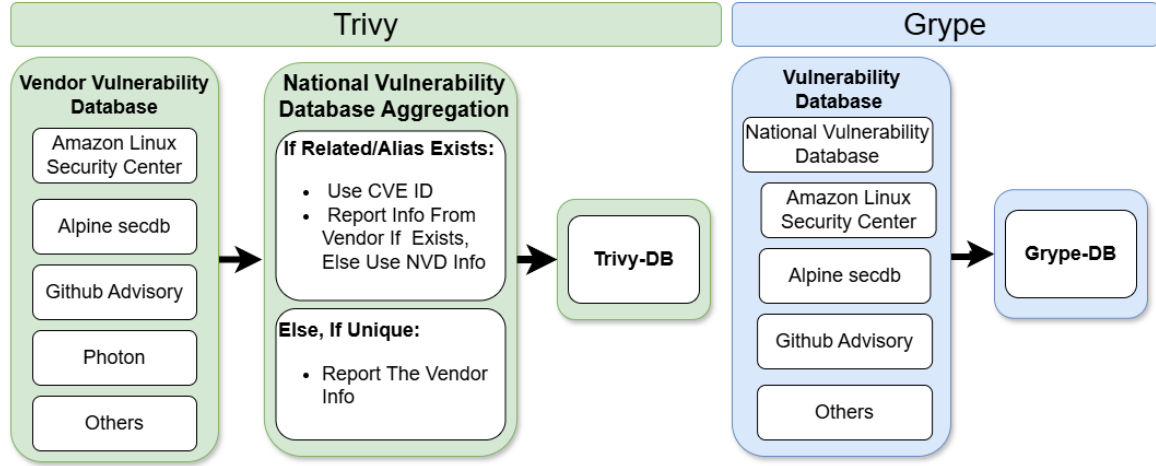 Trivy
Vendor Vulnerability
Database
Amazon Linux
Security Center
Alpine secdb
Github Advisory
Photon
Others
National Vulnerability
Database Aggregation
If Related/Alias Exists:
• Use CVE ID
• Report Info From
Vendor If Exists,
Else Use NVD Info
Else, If Unique:
• Report The Vendor
Info
Trivy-DB
Grype
Vulnerability
Database
National Vulnerability
Database
Amazon Linux
Security Center
Alpine secdb
Github Advisory
Others
Grype-DB